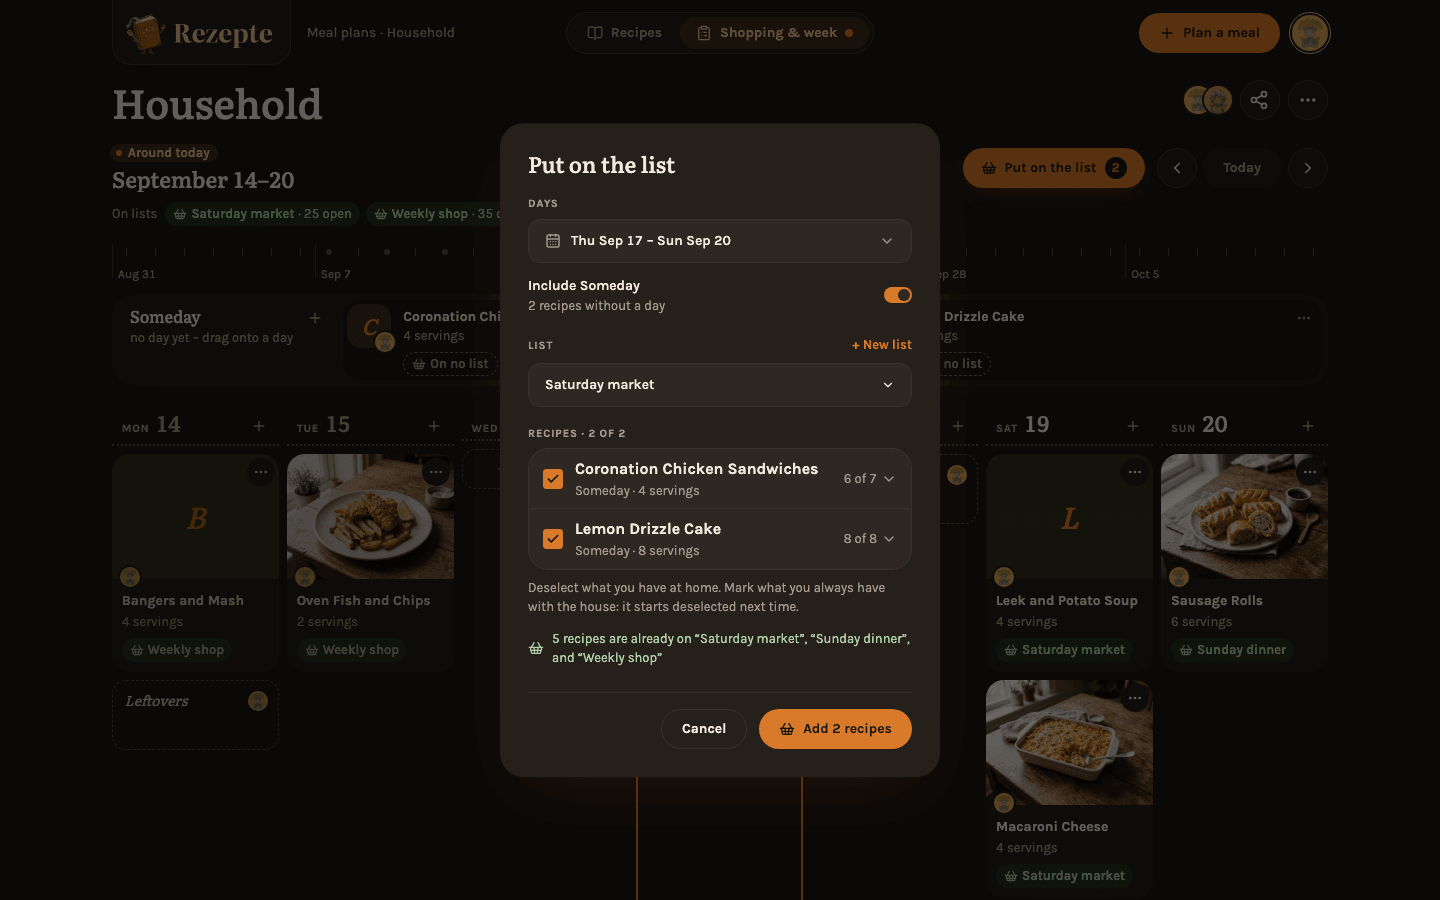 Rezepte
Meal plans · Household
Recipes
Shopping & week
+ Plan a meal
Household
Around today
September 14–20
Put on the list 2
Today
On lists
Saturday market · 25 open
Weekly shop · 35
Aug 31
Sep 7
28
Oct 5
Someday
no day yet – drag onto a day
C
Coronation Chi
4 servings
On no list
Drizzle Cake
no list
MON 14
TUE 15
WED
SAT 19
SUN 20
B
L
Bangers and Mash
4 servings
Weekly shop
Oven Fish and Chips
2 servings
Weekly shop
Leek and Potato Soup
4 servings
Saturday market
Sausage Rolls
6 servings
Sunday dinner
Leftovers
Macaroni Cheese
4 servings
Saturday market
Put on the list
DAYS
Thu Sep 17 – Sun Sep 20
Include Someday
2 recipes without a day
LIST
+ New list
Saturday market
RECIPES · 2 OF 2
Coronation Chicken Sandwiches
Someday · 4 servings
6 of 7
Lemon Drizzle Cake
Someday · 8 servings
8 of 8
Deselect what you have at home. Mark what you always have
with the house: it starts deselected next time.
5 recipes are already on “Saturday market”, “Sunday dinner”,
and “Weekly shop”
Cancel
Add 2 recipes